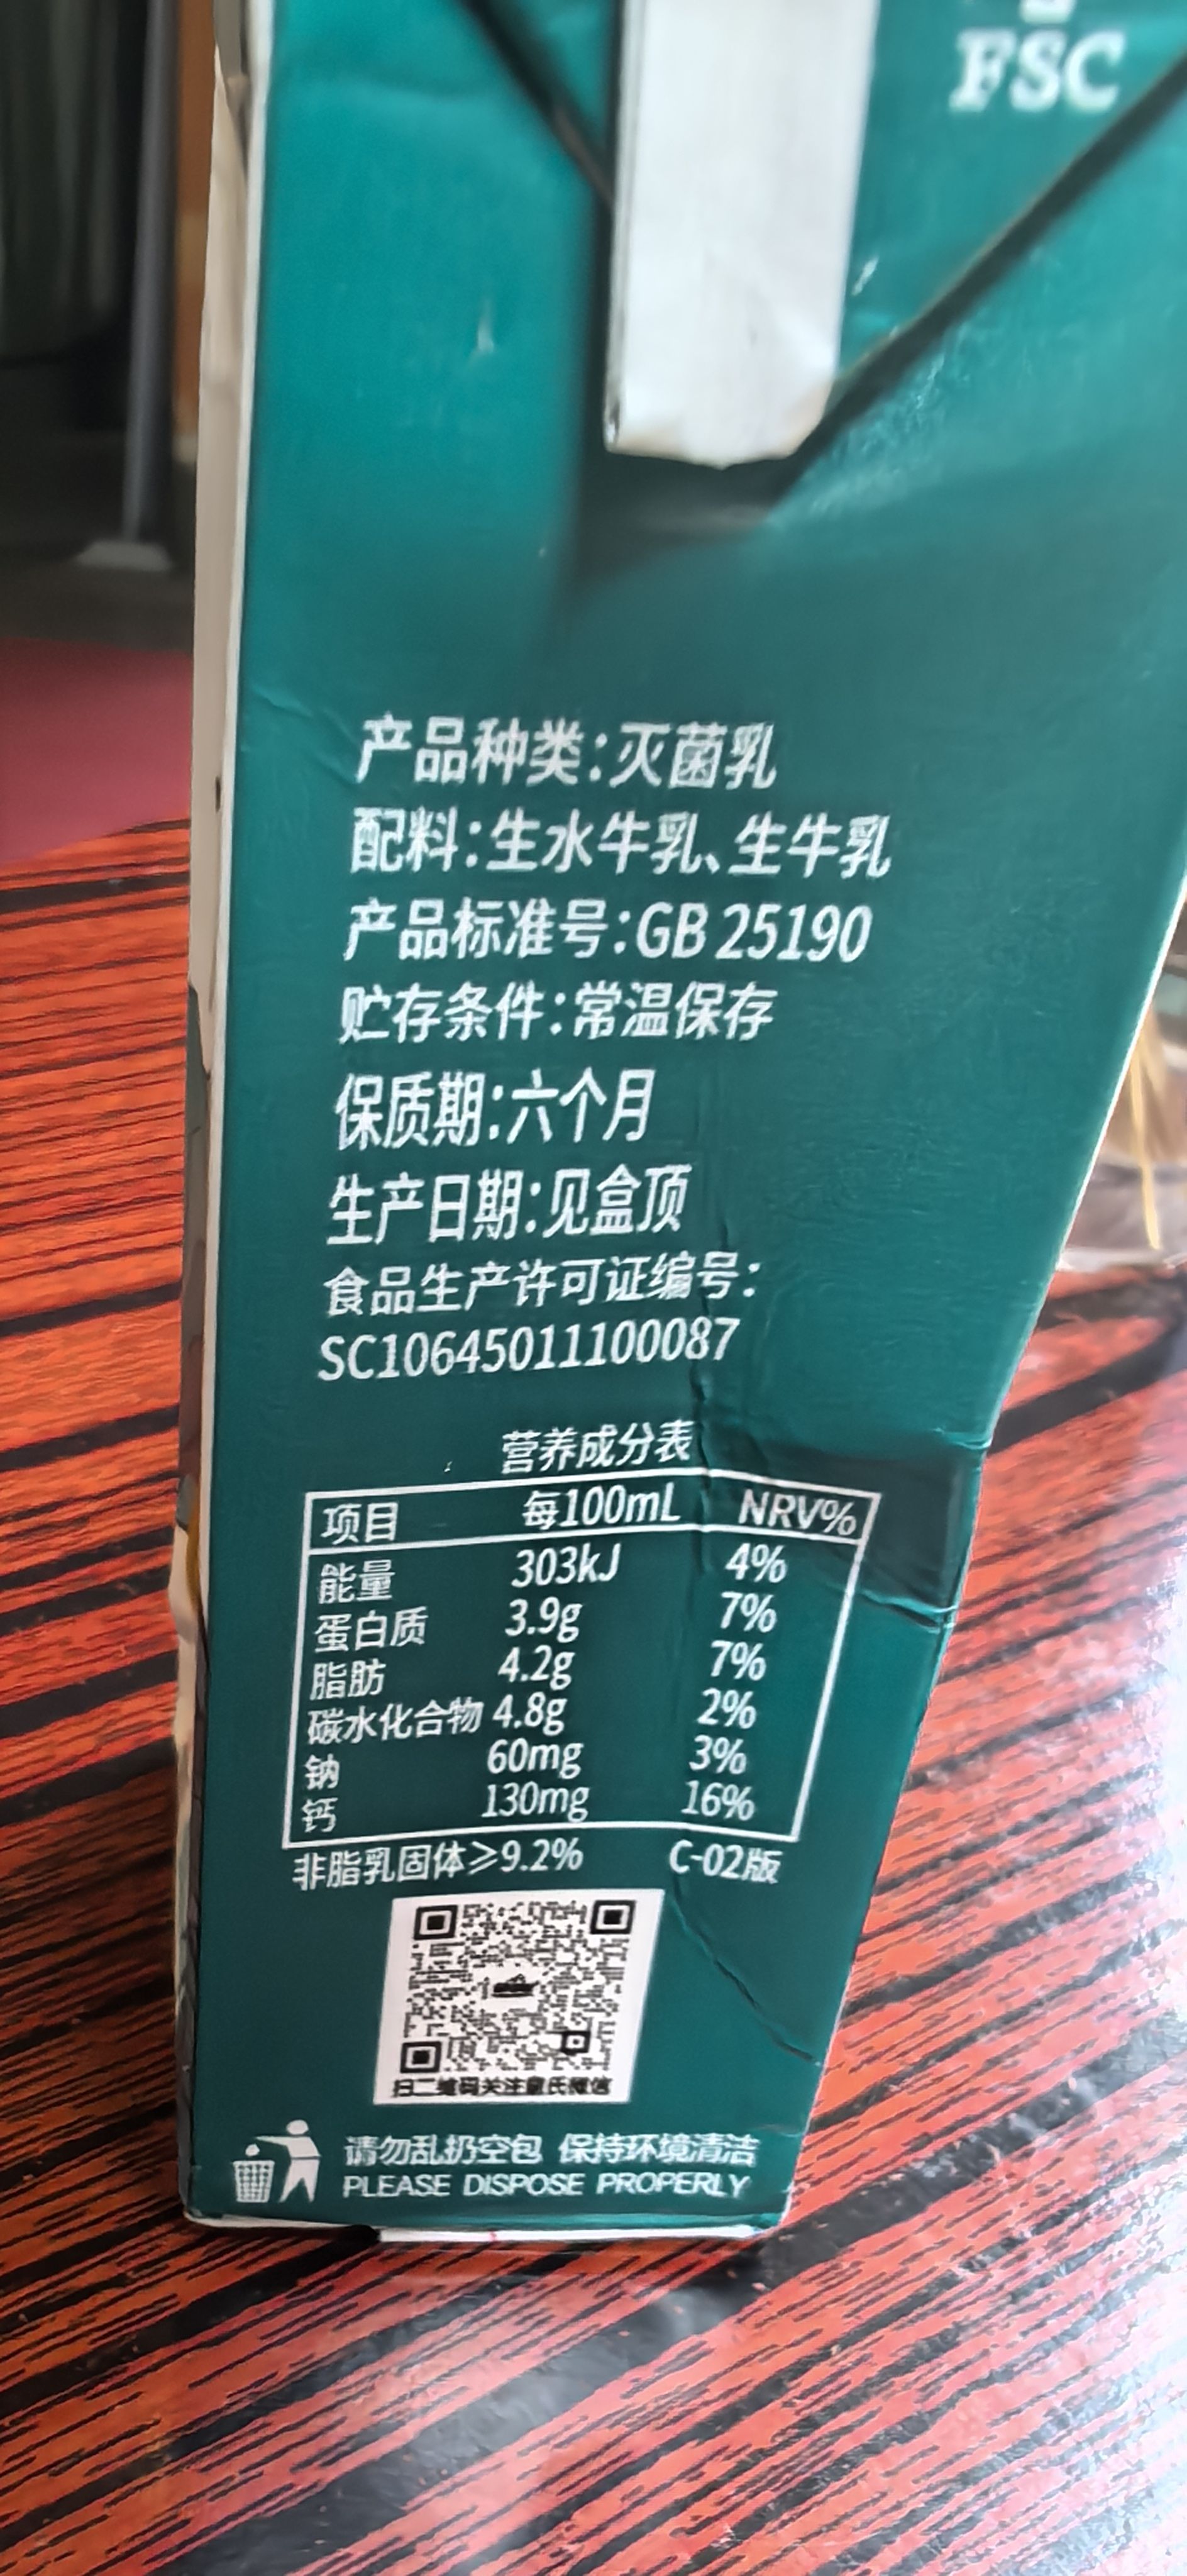 FSC
产品种类:灭菌乳
配料:生水牛乳、生牛乳
产品标准号:GB 25190
贮存条件:常温保存
保质期:六个月
生产日期:见盒顶
食品生产许可证编号:
SC10645011100087
营养成分表
项目 每100mL NRV%
能量 303kJ 4%
蛋白质 3.9g 7%
脂肪 4.2g 7%
碳水化合物 4.8g 2%
钠 60mg 3%
钙 130mg 16%
非脂乳固体≥9.2% C-02版
扫二维码关注皇氏微信
请勿乱扔空包 保持环境清洁
PLEASE DISPOSE PROPERLY